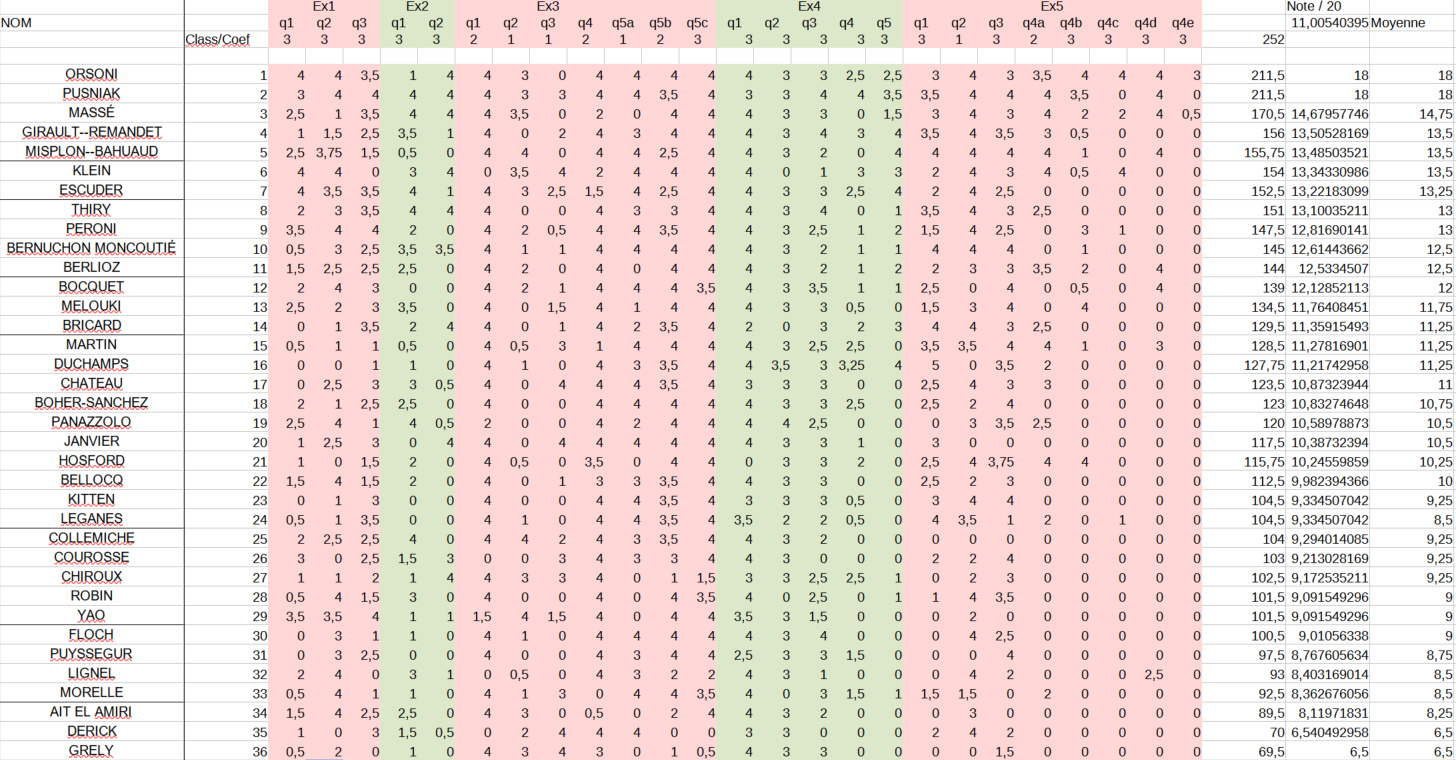 Ex1 Ex2 Ex3 Ex4 Ex5 Note / 20
NOM q1 q2 q3 q1 q2 q1 q2 q3 q4 q5a q5b q5c q1 q2 q3 q4 q5 q1 q2 q3 q4a q4b q4c q4d q4e 11,00540395 Moyenne
Class/Coef 3 3 3 3 3 2 1 1 2 1 2 3 3 3 3 3 3 3 1 3 2 3 3 3 3 252
ORSONI 1 4 4 3,5 1 4 4 3 0 4 4 4 4 4 3 3 2,5 2,5 3 4 3 3,5 4 4 4 3 211,5 18 18
PUSNIAK 2 3 4 4 4 4 4 3 3 4 4 3,5 4 3 3 4 4 3,5 3,5 4 4 4 3,5 0 4 0 211,5 18 18
MASSÉ 3 2,5 1 3,5 4 4 4 3,5 0 2 0 4 4 4 3 3 0 1,5 3 4 3 4 2 2 4 0,5 170,5 14,67957746 14,75
GIRAULT--REMANDET 4 1 1,5 2,5 3,5 1 4 0 2 4 3 4 4 4 3 4 3 4 3,5 4 3,5 3 0,5 0 0 0 156 13,50528169 13,5
MISPLON--BAHUAUD 5 2,5 3,75 1,5 0,5 0 4 4 0 4 4 2,5 4 4 3 2 0 4 4 4 4 4 1 0 4 0 155,75 13,48503521 13,5
KLEIN 6 4 4 0 3 4 0 3,5 4 2 4 4 4 4 0 1 3 3 2 4 3 4 0,5 4 0 0 154 13,34330986 13,5
ESCUDER 7 4 3,5 3,5 4 1 4 3 2,5 1,5 4 2,5 4 4 3 3 2,5 4 2 4 2,5 0 0 0 0 0 152,5 13,22183099 13,25
THIRY 8 2 3 3,5 4 4 4 0 0 4 3 3 4 4 3 4 0 1 3,5 4 3 2,5 0 0 0 0 151 13,10035211 13
PERONI 9 3,5 4 4 2 0 4 2 0,5 4 4 3,5 4 4 3 2,5 1 2 1,5 4 2,5 0 3 1 0 0 147,5 12,81690141 13
BERNUCHON MONCOUTIÉ 10 0,5 3 2,5 3,5 3,5 4 1 1 4 4 4 4 4 3 2 1 1 4 4 4 0 1 0 0 0 145 12,61443662 12,5
BERLIOZ 11 1,5 2,5 2,5 2,5 0 4 2 0 4 0 4 4 4 3 2 1 2 2 3 3 3,5 2 0 4 0 144 12,5334507 12,5
BOCQUET 12 2 4 3 0 0 4 2 1 4 4 4 3,5 4 3 3,5 1 1 2,5 0 4 0 0,5 0 4 0 139 12,12852113 12
MELOUKI 13 2,5 2 3 3,5 0 4 0 1,5 4 1 4 4 4 3 3 0,5 0 1,5 3 4 0 4 0 0 0 134,5 11,76408451 11,75
BRICARD 14 0 1 3,5 2 4 4 0 1 4 2 3,5 4 2 0 3 2 3 4 4 3 2,5 0 0 0 0 129,5 11,35915493 11,25
MARTIN 15 0,5 1 1 0,5 0 4 0,5 3 1 4 4 4 4 3 2,5 2,5 0 3,5 3,5 4 4 1 0 3 0 128,5 11,27816901 11,25
DUCHAMPS 16 0 0 1 1 0 4 1 0 4 3 3,5 4 4 3,5 3 3,25 4 5 0 3,5 2 0 0 0 0 127,75 11,21742958 11,25
CHATEAU 17 0 2,5 3 3 0,5 4 0 4 4 4 3,5 4 3 3 3 0 0 2,5 4 3 3 0 0 0 0 123,5 10,87323944 11
BOHER-SANCHEZ 18 2 1 2,5 2,5 0 4 0 0 4 4 4 4 4 3 3 2,5 0 2,5 2 4 0 0 0 0 0 123 10,83274648 10,75
PANAZZOLO 19 2,5 4 1 4 0,5 2 0 0 4 2 4 4 4 4 2,5 0 0 0 3 3,5 2,5 0 0 0 0 120 10,58978873 10,5
JANVIER 20 1 2,5 3 0 4 4 0 4 4 4 4 4 4 3 3 1 0 3 0 0 0 0 0 0 0 117,5 10,38732394 10,5
HOSFORD 21 1 0 1,5 2 0 4 0,5 0 3,5 0 4 4 0 3 3 2 0 2,5 4 3,75 4 4 0 0 0 115,75 10,24559859 10,25
BELLOCQ 22 1,5 4 1,5 2 0 4 0 1 3 3 3,5 4 4 3 3 0 0 2,5 2 3 0 0 0 0 0 112,5 9,982394366 10
KITTEN 23 0 1 3 0 0 4 0 0 4 4 3,5 4 3 3 3 0,5 0 3 4 4 0 0 0 0 0 104,5 9,334507042 9,25
LEGANES 24 0,5 1 3,5 0 0 4 1 0 4 4 3,5 4 3,5 2 2 0,5 0 4 3,5 1 2 0 1 0 0 104,5 9,334507042 8,5
COLLEMICHE 25 2 2,5 2,5 4 0 4 4 2 4 3 3,5 4 4 3 4 0 0 0 0 0 0 0 0 0 0 104 9,294014085 9,25
COUROSSE 26 3 0 2,5 1,5 3 0 0 3 4 3 3 4 4 3 0 0 0 2 2 4 0 0 0 0 0 103 9,213028169 9,25
CHIROUX 27 1 1 2 1 4 4 3 3 4 0 1 1,5 3 3 2,5 2,5 1 0 2 3 0 0 0 0 0 102,5 9,172535211 9,25
ROBIN 28 0,5 4 1,5 3 0 4 0 0 4 4 4 3,5 4 0 2,5 0 1 1 4 3,5 0 0 0 0 0 101,5 9,091549296 9
YAO 29 3,5 3,5 4 1 1 1,5 4 1,5 4 0 0 4 3,5 3 1,5 0 0 0 2 0 0 0 0 0 0 101,5 9,091549296 9
FLOCH 30 0 3 1 1 0 4 1 0 4 4 4 4 4 3 4 0 0 0 4 2,5 0 0 0 0 0 100,5 9,01056338 9
PUYSSEGUR 31 0 3 2,5 0 0 4 0 0 4 3 4 4 2,5 3 3 1,5 0 0 0 4 0 0 0 0 0 97,5 8,767605634 8,75
LIGNEL 32 2 4 0 3 1 0 0,5 0 4 3 2 2 4 3 1 0 0 0 4 2 0 0 0 2,5 0 93 8,403169014 8,5
MORELLE 33 0,5 4 1 1 0 4 1 3 0 4 4 3,5 4 0 3 1,5 1 1,5 1,5 0 2 0 0 0 0 92,5 8,362676056 8,5
AIT EL AMIRI 34 1,5 4 2,5 2,5 0 4 3 0 0,5 0 2 4 4 3 2 0 0 0 3 0 0 0 0 0 0 89,5 8,11971831 8,25
DERICK 35 1 0 3 1,5 0,5 0 2 4 4 4 0 0 3 3 0 0 0 2 4 2 0 0 0 0 0 70 6,540492958 6,5
GRELY 36 0,5 2 0 1 0 4 3 4 3 0 1 0,5 4 3 3 0 0 0 0 1,5 0 0 0 0 0 69,5 6,5 6,5